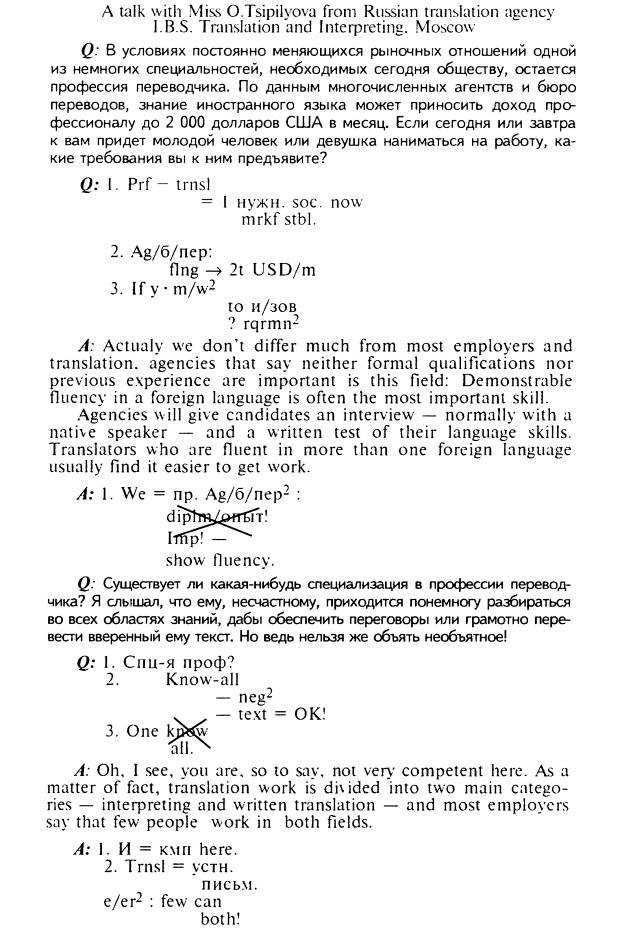 A talk with Miss O.Tsipilyova from Russian translation agency
I.B.S. Translation and Interpreting, Moscow
Q: В условиях постоянно меняющихся рыночных отношений одной
из немногих специальностей, необходимых сегодня обществу, остается
профессия переводчика. По данным многочисленных агентств и бюро
переводов, знание иностранного языка может приносить доход про-
фессионалу до 2 000 долларов США в месяц. Если сегодня или завтра
к вам придет молодой человек или девушка наниматься на работу, ка-
кие требования вы к ним предъявите?
Q: 1. Prf – trnsl
= 1 нужн. soc. now
mrkf stbl.
2. Ag/б/пер:
flng → 2t USD/m
3. If y · m/w²
to и/зов
? rqrmn²
A: Actualy we don't differ much from most employers and
translation. agencies that say neither formal qualifications nor
previous experience are important is this field: Demonstrable
fluency in a foreign language is often the most important skill.
Agencies will give candidates an interview — normally with a
native speaker — and a written test of their language skills.
Translators who are fluent in more than one foreign language
usually find it easier to get work.
A: 1. We = пр. Ag/б/пер² :
diplm/опыт!
Imp! —
show fluency.
Q: Существует ли какая-нибудь специализация в профессии перевод-
чика? Я слышал, что ему, несчастному, приходится понемногу разбираться
во всех областях знаний, дабы обеспечить переговоры или грамотно пере-
вести вверенный ему текст. Но ведь нельзя же объять необъятное!
Q: 1. Спц-я проф?
2. Know-all
— neg²
— text = OK!
3. One know
all.
A: Oh, I see, you are, so to say, not very competent here. As a
matter of fact, translation work is divided into two main catego-
ries — interpreting and written translation — and most employers
say that few people work in both fields.
A: 1. И = кмп here.
2. Trnsl = устн.
письм.
e/er² : few can
both!